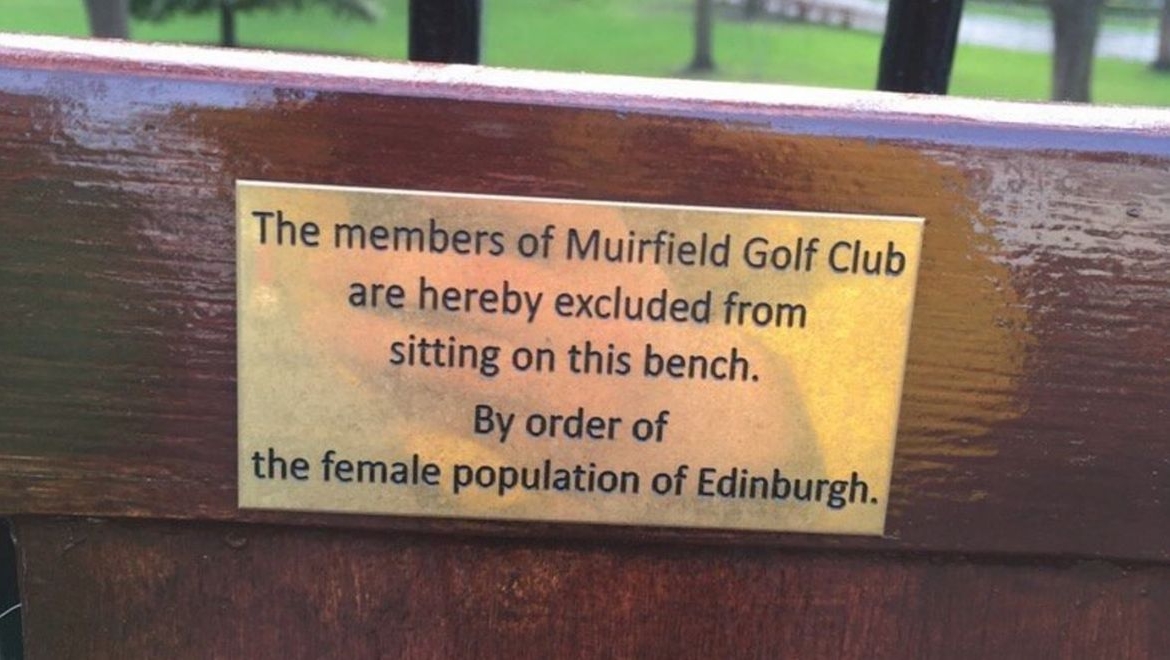 The members of Muirfield Golf Club
are hereby excluded from
sitting on this bench.
By order of
the female population of Edinburgh.